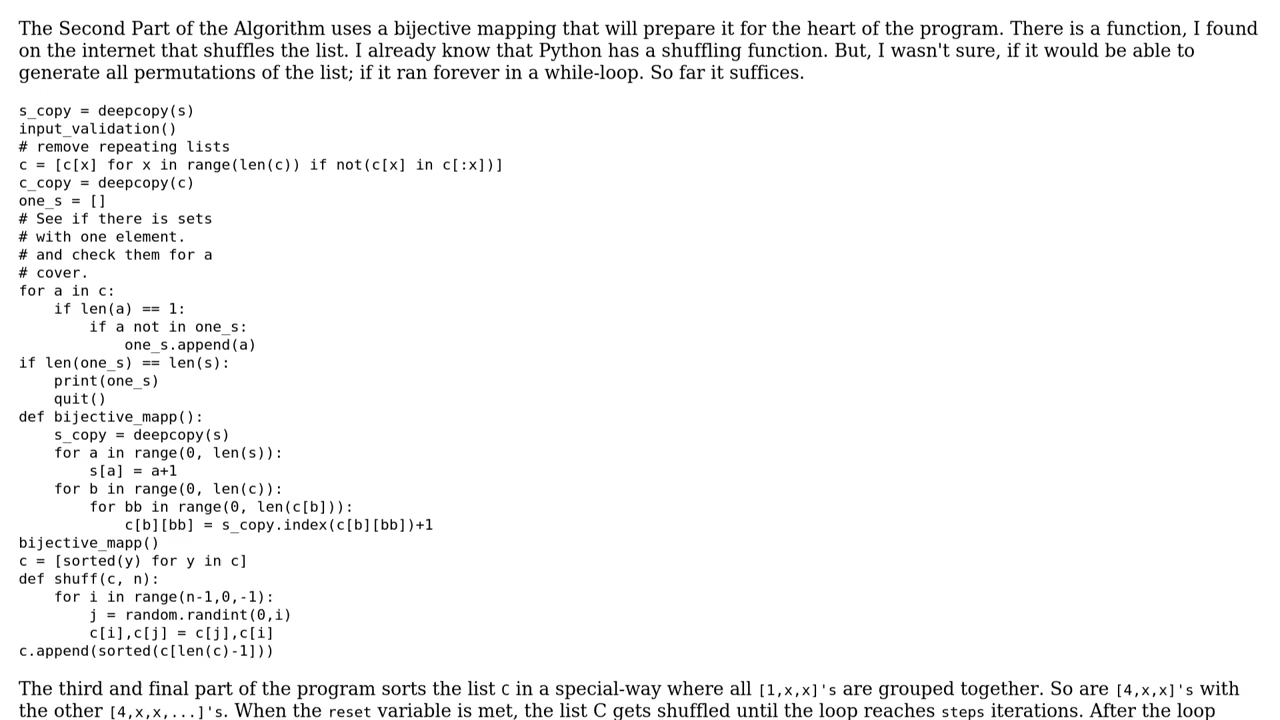 The Second Part of the Algorithm uses a bijective mapping that will prepare it for the heart of the program. There is a function, I found
on the internet that shuffles the list. I already know that Python has a shuffling function. But, I wasn't sure, if it would be able to
generate all permutations of the list; if it ran forever in a while-loop. So far it suffices.
s_copy = deepcopy(s)
input_validation()
# remove repeating lists
c = [c[x] for x in range(len(c)) if not(c[x] in c[:x])]
c_copy = deepcopy(c)
one_s = []
# See if there is sets
# with one element.
# and check them for a
# cover.
for a in c:
    if len(a) == 1:
        if a not in one_s:
            one_s.append(a)
if len(one_s) == len(s):
    print(one_s)
    quit()
def bijective_mapp():
    s_copy = deepcopy(s)
    for a in range(0, len(s)):
        s[a] = a+1
    for b in range(0, len(c)):
        for bb in range(0, len(c[b])):
            c[b][bb] = s_copy.index(c[b][bb])+1
bijective_mapp()
c = [sorted(y) for y in c]
def shuff(c, n):
    for i in range(n-1,0,-1):
        j = random.randint(0,i)
        c[i],c[j] = c[j],c[i]
c.append(sorted(c[len(c)-1]))
The third and final part of the program sorts the list C in a special-way where all [1,x,x]'s are grouped together. So are [4,x,x]'s with
the other [4,x,x,...]'s. When the reset variable is met, the list C gets shuffled until the loop reaches steps iterations. After the loop